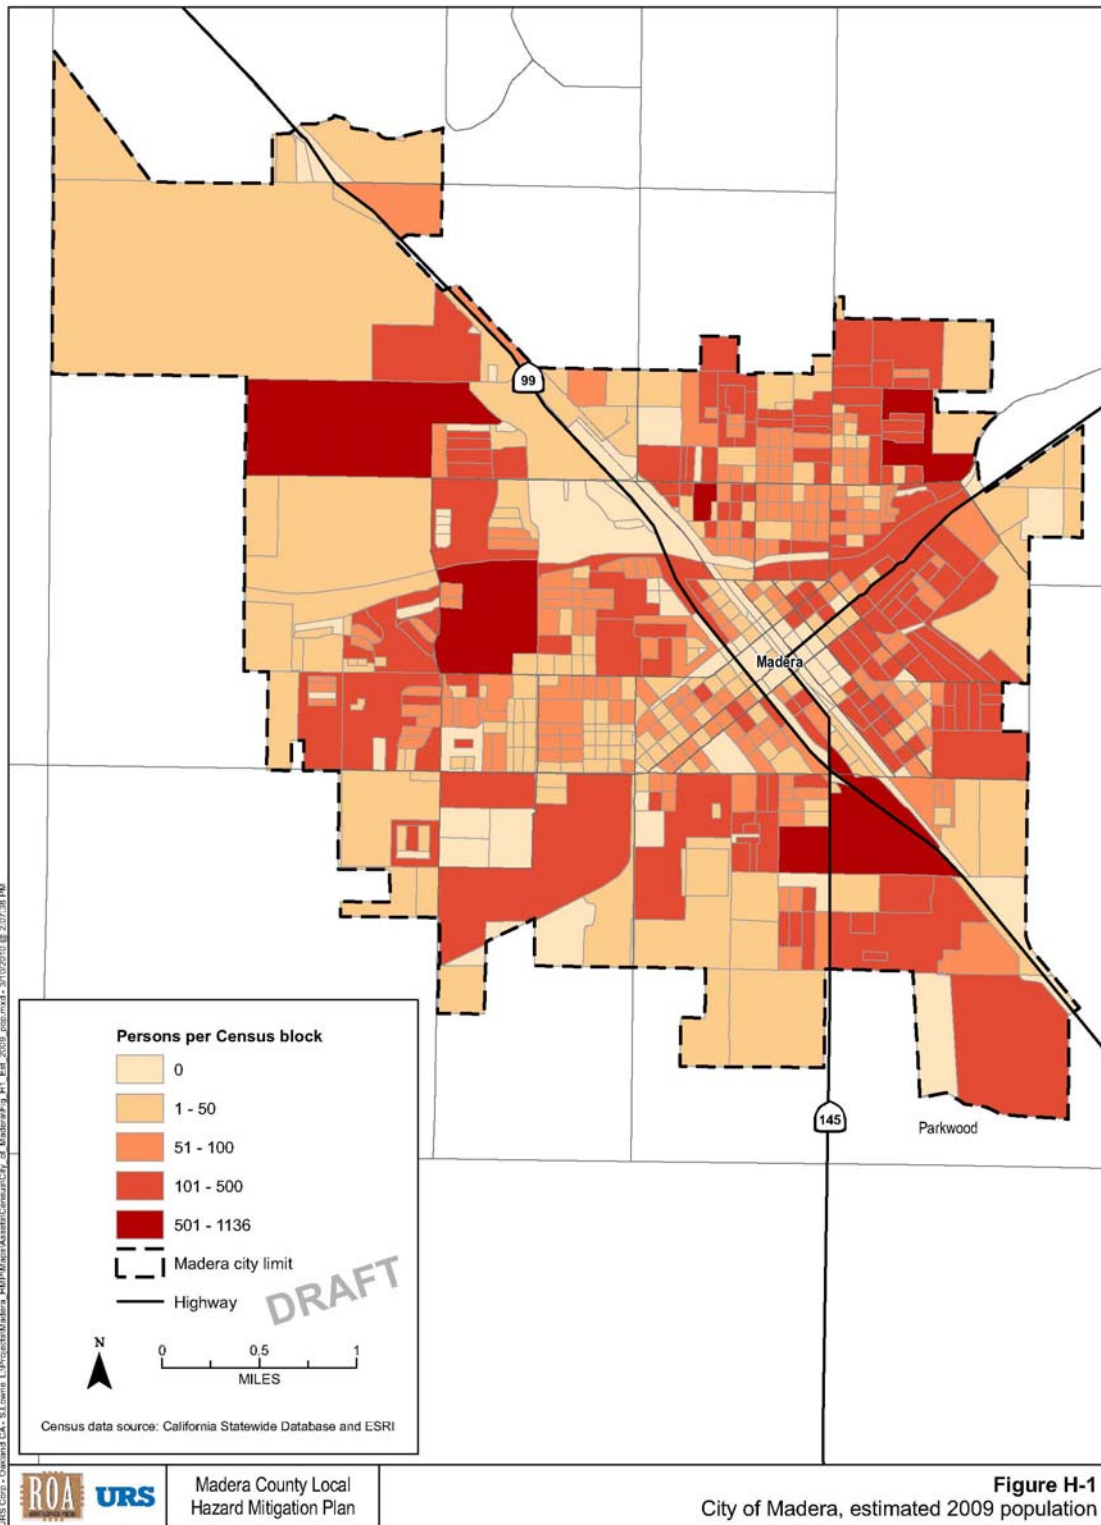 99
Madera
145
Parkwood
Persons per Census block
0
1 - 50
51 - 100
101 - 500
501 - 1136
Madera city limit
Highway
DRAFT
N
0 0.5 1
MILES
Census data source: California Statewide Database and ESRI
ROA
URS
Madera County Local
Hazard Mitigation Plan
Figure H-1
City of Madera, estimated 2009 population